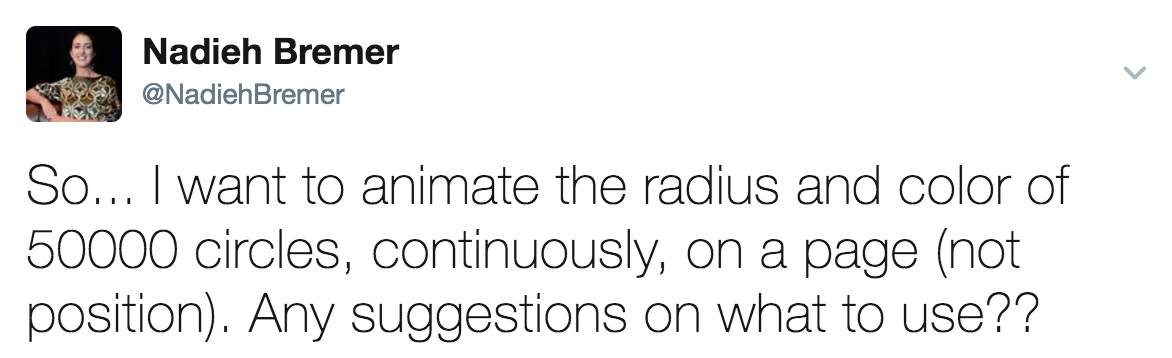 Nadieh Bremer
@NadiehBremer
So... I want to animate the radius and color of
50000 circles, continuously, on a page (not
position). Any suggestions on what to use??